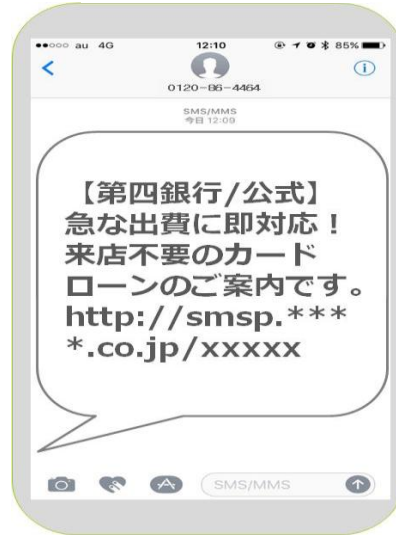 au 4G 12:10 85%
0120-86-4464
SMS/MMS
今日 12:09
【第四銀行/公式】
急な出費に即対応！
来店不要のカード
ローンのご案内です。
http://smsp.***
*.co.jp/xxxxx
SMS/MMS